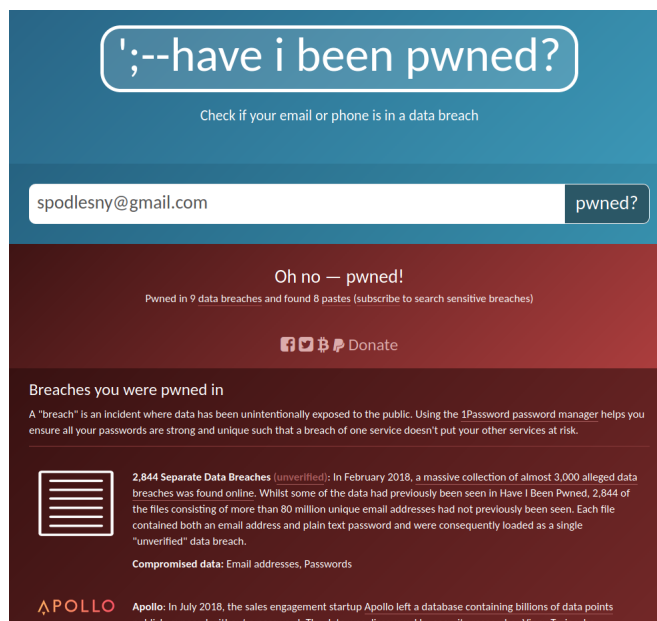 ';--have i been pwned?
Check if your email or phone is in a data breach
spodlesny@gmail.com
pwned?
Oh no — pwned!
Pwned in 9 data breaches and found 8 pastes (subscribe to search sensitive breaches)
Donate
Breaches you were pwned in
A "breach" is an incident where data has been unintentionally exposed to the public. Using the 1Password password manager helps you
ensure all your passwords are strong and unique such that a breach of one service doesn't put your other services at risk.
2,844 Separate Data Breaches (unverified): In February 2018, a massive collection of almost 3,000 alleged data
breaches was found online. Whilst some of the data had previously been seen in Have I Been Pwned, 2,844 of
the files consisting of more than 80 million unique email addresses had not previously been seen. Each file
contained both an email address and plain text password and were consequently loaded as a single
"unverified" data breach.
Compromised data: Email addresses, Passwords
APOLLO
Apollo: In July 2018, the sales engagement startup Apollo left a database containing billions of data points